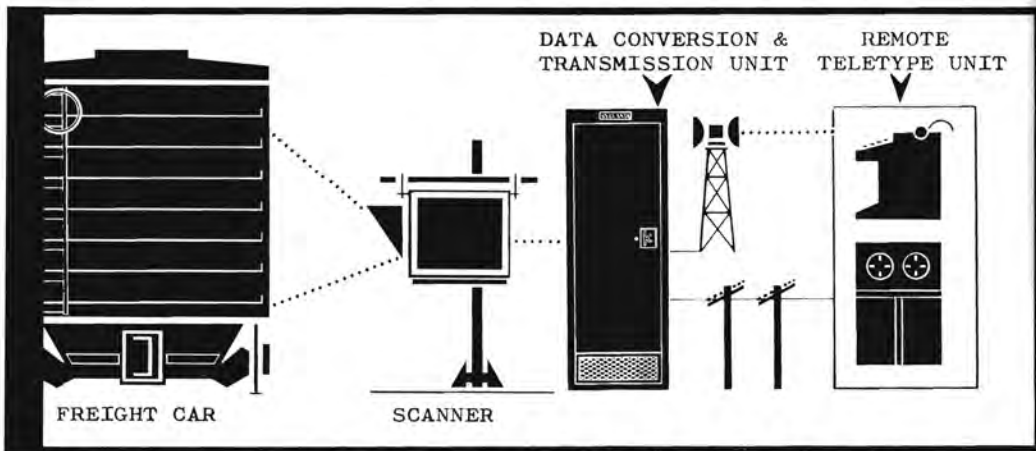 DATA CONVERSION &
TRANSMISSION UNIT
REMOTE
TELETYPE UNIT
FREIGHT CAR
SCANNER